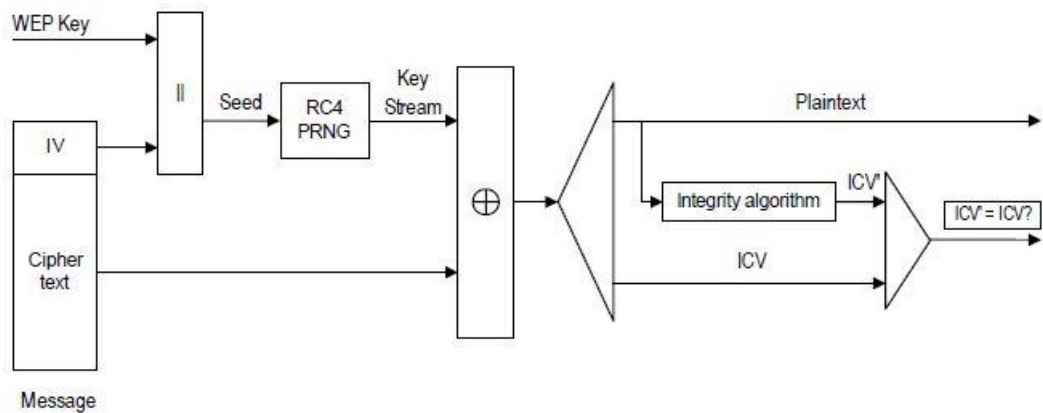 WEP Key
||
Seed
RC4
PRNG
Key
Stream
IV
Cipher
text
Message
⊕
Plaintext
Integrity algorithm
ICV'
ICV
ICV' = ICV?